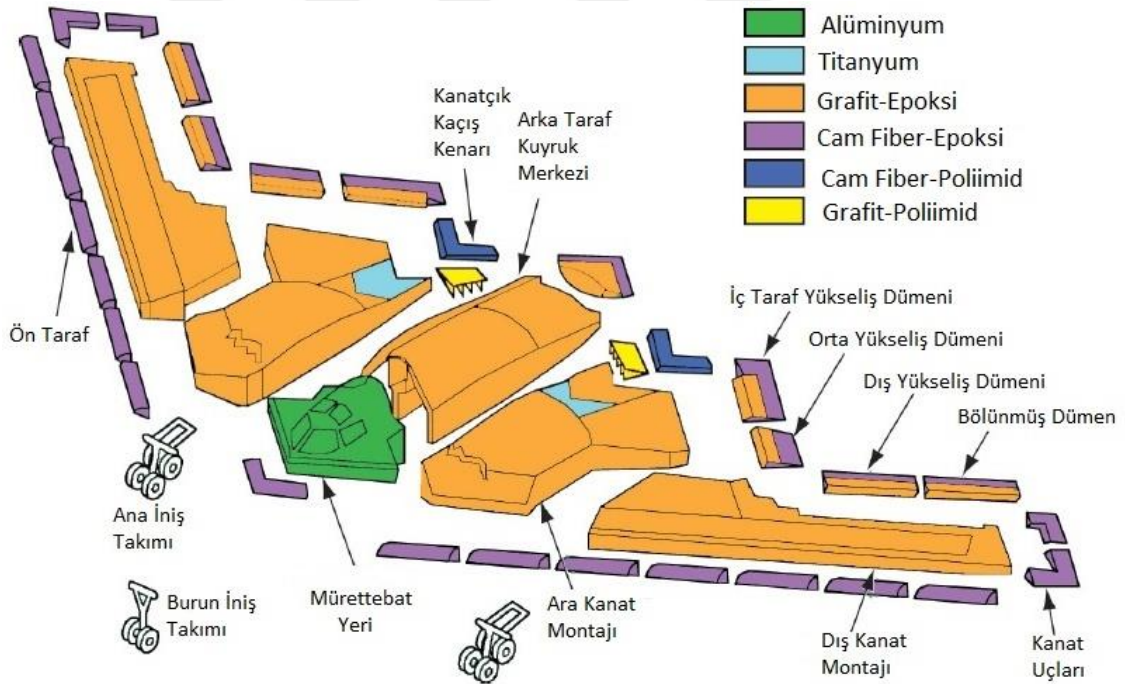 Alüminyum
Titanyum
Grafit-Epoksi
Cam Fiber-Epoksi
Cam Fiber-Poliimid
Grafit-Poliimid
Kanatçık
Kaçış
Kenarı
Arka Taraf
Kuyruk
Merkezi
Ön Taraf
İç Taraf Yükseliş Dümeni
Orta Yükseliş Dümeni
Dış Yükseliş Dümeni
Bölünmüş Dümen
Ana İniş
Takımı
Burun İniş
Takımı
Mürettebat
Yeri
Ara Kanat
Montajı
Dış Kanat
Montajı
Kanat
Uçları